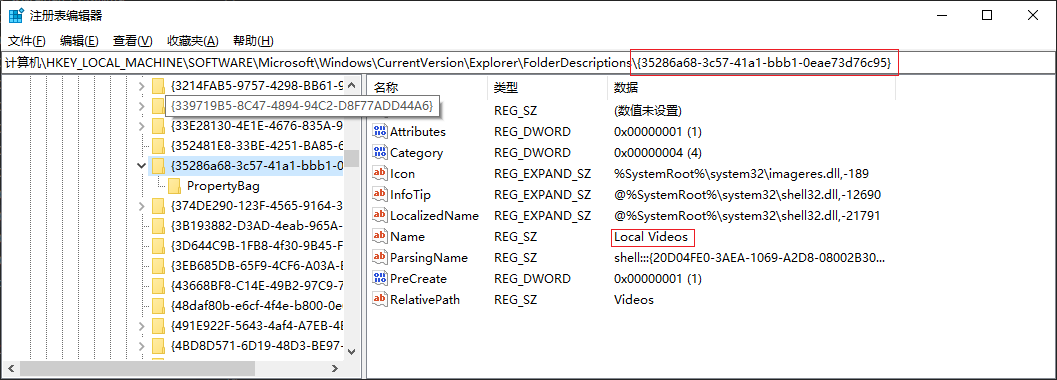 注册表编辑器
文件(F) 编辑(E) 查看(V) 收藏夹(A) 帮助(H)
计算机\HKEY_LOCAL_MACHINE\SOFTWARE\Microsoft\Windows\CurrentVersion\Explorer\FolderDescriptions\{35286a68-3c57-41a1-bbb1-0eae73d76c95}
{3214FAB5-9757-4298-BB61-9
{339719B5-8C47-4894-94C2-D8F77ADD44A6}
{33E28130-4E1E-4676-835A-9
{352481E8-33BE-4251-BA85-6
{35286a68-3c57-41a1-bbb1-0
PropertyBag
{374DE290-123F-4565-9164-3
{3B193882-D3AD-4eab-965A-
{3D644C9B-1FB8-4f30-9B45-F
{3EB685DB-65F9-4CF6-A03A-E
{43668BF8-C14E-49B2-97C9-7
{48daf80b-e6cf-4f4e-b800-0e
{491E922F-5643-4af4-A7EB-4E
{4BD8D571-6D19-48D3-BE97-
名称 类型 数据
REG_SZ (数值未设置)
Attributes REG_DWORD 0x00000001 (1)
Category REG_DWORD 0x00000004 (4)
Icon REG_EXPAND_SZ %SystemRoot%\system32\imageres.dll,-189
InfoTip REG_EXPAND_SZ @%SystemRoot%\system32\shell32.dll,-12690
LocalizedName REG_EXPAND_SZ @%SystemRoot%\system32\shell32.dll,-21791
Name REG_SZ Local Videos
ParsingName REG_SZ shell:::{20D04FE0-3AEA-1069-A2D8-08002B30...
PreCreate REG_DWORD 0x00000001 (1)
RelativePath REG_SZ Videos